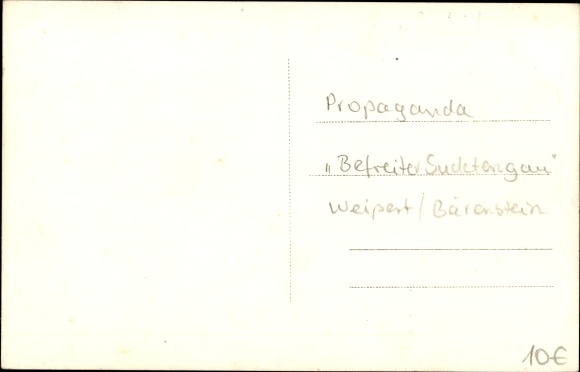 Propaganda
„Befreiter Sudetengau"
Weipert / Bärenstein
10€